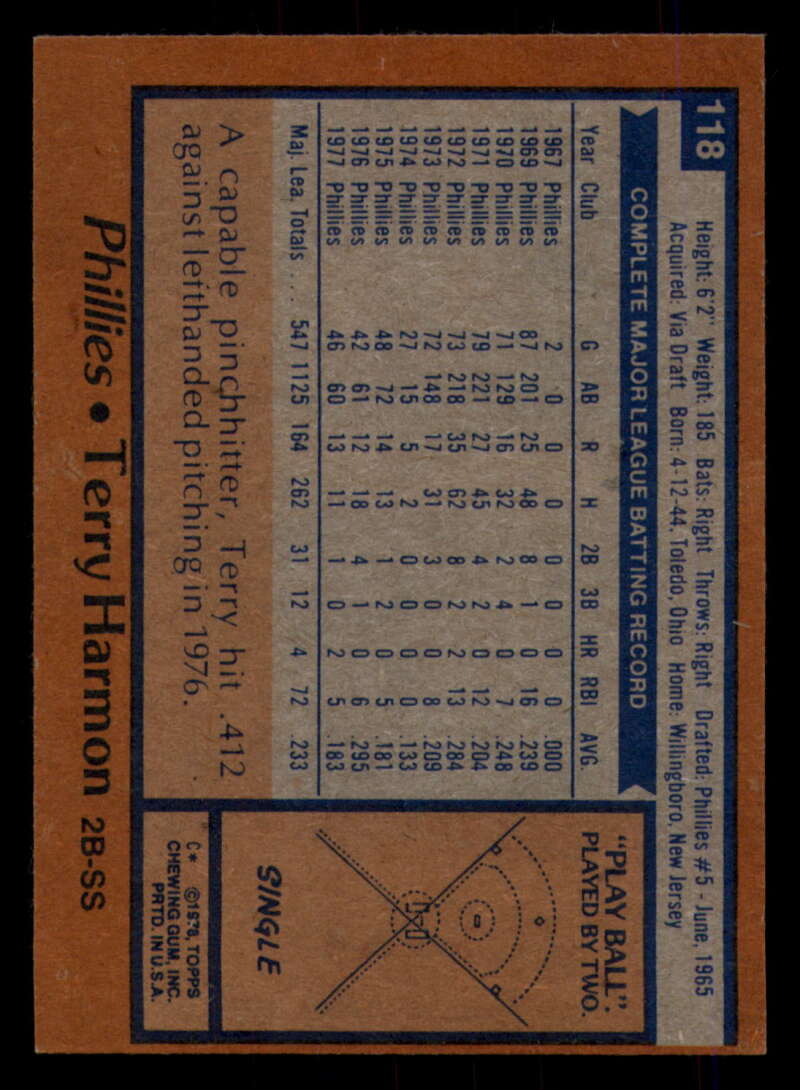 118
Height: 6'2" Weight: 185 Bats: Right Throws: Right Drafted: Phillies #5 - June, 1965
Acquired: Via Draft Born: 4-12-44, Toledo, Ohio Home: Willingboro, New Jersey
COMPLETE MAJOR LEAGUE BATTING RECORD
Year Club G AB R H 2B 3B HR RBI AVG.
1967 Phillies 2 0 0 0 0 0 0 0 .000
1969 Phillies 87 201 25 48 8 1 0 16 .239
1970 Phillies 71 129 16 32 2 4 0 7 .248
1971 Phillies 79 221 27 45 4 2 0 12 .204
1972 Phillies 73 218 35 62 8 2 2 13 .284
1973 Phillies 72 148 17 31 3 0 0 8 .209
1974 Phillies 27 15 5 2 0 0 0 0 .133
1975 Phillies 48 72 14 13 1 2 0 5 .181
1976 Phillies 42 61 12 18 4 1 0 6 .295
1977 Phillies 46 60 13 11 1 0 2 5 .183
Maj. Lea. Totals ... 547 1125 164 262 31 12 4 72 .233
A capable pinchhitter, Terry hit .412
against lefthanded pitching in 1976.
"PLAY BALL".
PLAYED BY TWO.
SINGLE
C* ©1978, TOPPS
CHEWING GUM, INC.
PRTD. IN U.S.A.
Phillies • Terry Harmon 2B-SS